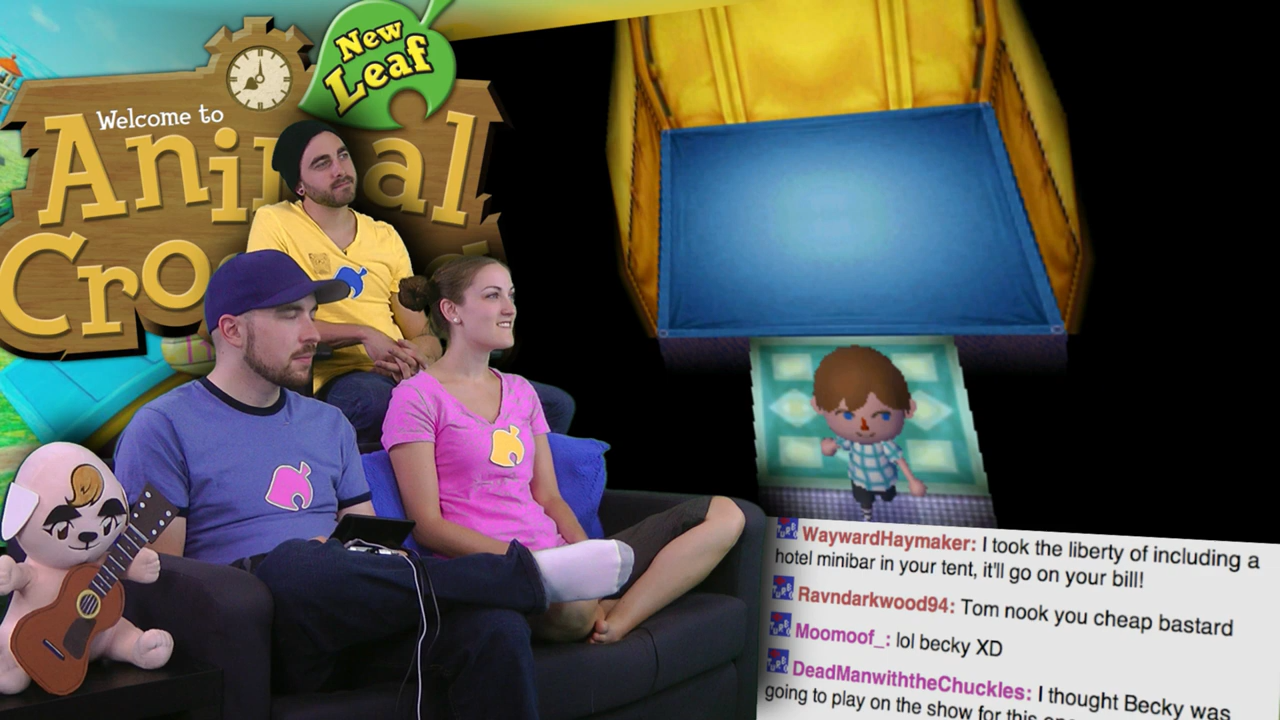 New
Leaf
Welcome to
Animal
Cro
WaywardHaymaker: I took the liberty of including a
hotel minibar in your tent, it'll go on your bill!
Ravndarkwood94: Tom nook you cheap bastard
Moomoof_: lol becky XD
DeadManwiththeChuckles: I thought Becky was
going to play on the show for this